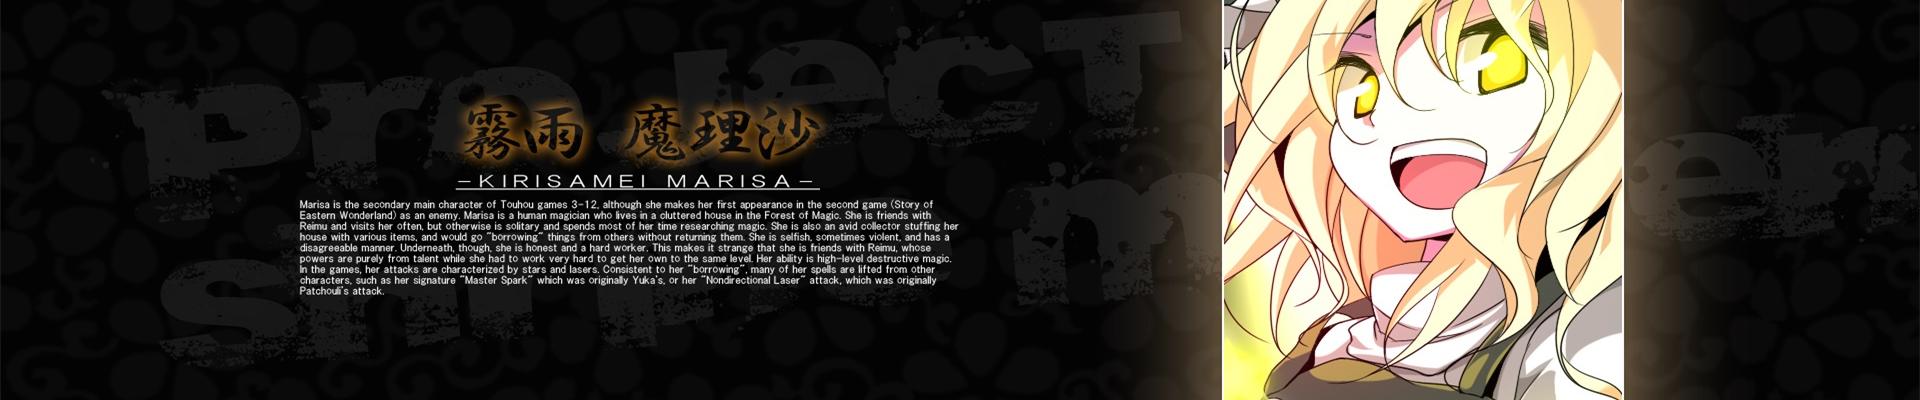 Project
Shrine
霧雨 魔理沙
-KIRISAMEI MARISA-
Marisa is the secondary main character of Touhou games 3-12, although she makes her first appearance in the second game (Story of
Eastern Wonderland) as an enemy. Marisa is a human magician who lives in a cluttered house in the Forest of Magic. She is friends with
Reimu and visits her often, but otherwise is solitary and spends most of her time researching magic. She is also an avid collector stuffing her
house with various items, and would go "borrowing" things from others without returning them. She is selfish, sometimes violent, and has a
disagreeable manner. Underneath, though, she is honest and a hard worker. This makes it strange that she is friends with Reimu, whose
powers are purely from talent while she had to work very hard to get her own to the same level. Her ability is high-level destructive magic.
In the games, her attacks are characterized by stars and lasers. Consistent to her "borrowing", many of her spells are lifted from other
characters, such as her signature "Master Spark" which was originally Yuka's, or her "Nondirectional Laser" attack, which was originally
Patchouli's attack.